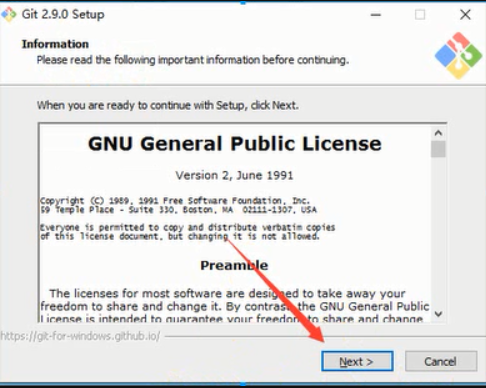 Git 2.9.0 Setup
Information
Please read the following important information before continuing.
When you are ready to continue with Setup, click Next.
GNU General Public License
Version 2, June 1991
Copyright (C) 1989, 1991 Free Software Foundation, Inc.
59 Temple Place - Suite 330, Boston, MA  02111-1307, USA
Everyone is permitted to copy and distribute verbatim copies
of this license document, but changing it is not allowed.
Preamble
The licenses for most software are designed to take away your
freedom to share and change it. By contrast, the GNU General Public
License is intended to guarantee your freedom to share and change
https://git-for-windows.github.io/
Next >
Cancel